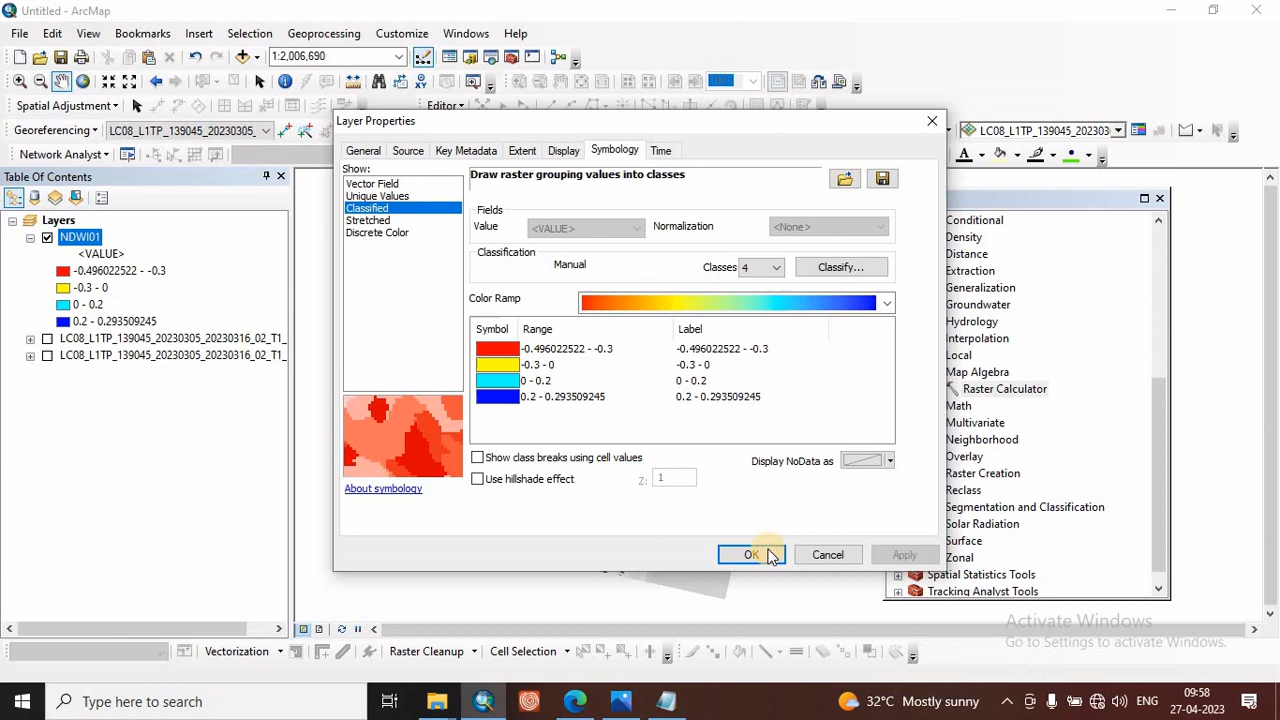 Untitled - ArcMap
File Edit View Bookmarks Insert Selection Geoprocessing Customize Windows Help
1:2,006,690
Spatial Adjustment Editor
Georeferencing LC08_L1TP_139045_20230305_ LC08_L1TP_139045_20230
Network Analyst
Table Of Contents
Layers
NDWI01
<VALUE>
-0.496022522 - -0.3
-0.3 - 0
0 - 0.2
0.2 - 0.293509245
LC08_L1TP_139045_20230305_20230316_02_T1_
LC08_L1TP_139045_20230305_20230316_02_T1_
Layer Properties
General Source Key Metadata Extent Display Symbology Time
Show:
Vector Field
Unique Values
Classified
Stretched
Discrete Color
About symbology
Draw raster grouping values into classes
Fields
Value <VALUE> Normalization <None>
Classification
Manual Classes 4 Classify...
Color Ramp
Symbol Range Label
-0.496022522 - -0.3 -0.496022522 - -0.3
-0.3 - 0 -0.3 - 0
0 - 0.2 0 - 0.2
0.2 - 0.293509245 0.2 - 0.293509245
Show class breaks using cell values Display NoData as
Use hillshade effect Z: 1
OK Cancel Apply
Conditional
Density
Distance
Extraction
Generalization
Groundwater
Hydrology
Interpolation
Local
Map Algebra
Raster Calculator
Math
Multivariate
Neighborhood
Overlay
Raster Creation
Reclass
Segmentation and Classification
Solar Radiation
Surface
Zonal
Spatial Statistics Tools
Tracking Analyst Tools
Activate Windows
Go to Settings to activate Windows.
Vectorization Raster Cleanup Cell Selection
Type here to search
32°C Mostly sunny ENG 09:58
27-04-2023